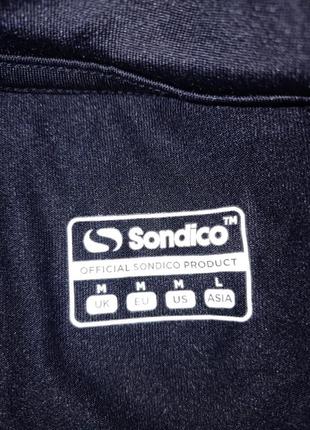 Sondico™
OFFICIAL SONDICO PRODUCT
M M M L
UK EU US ASIA